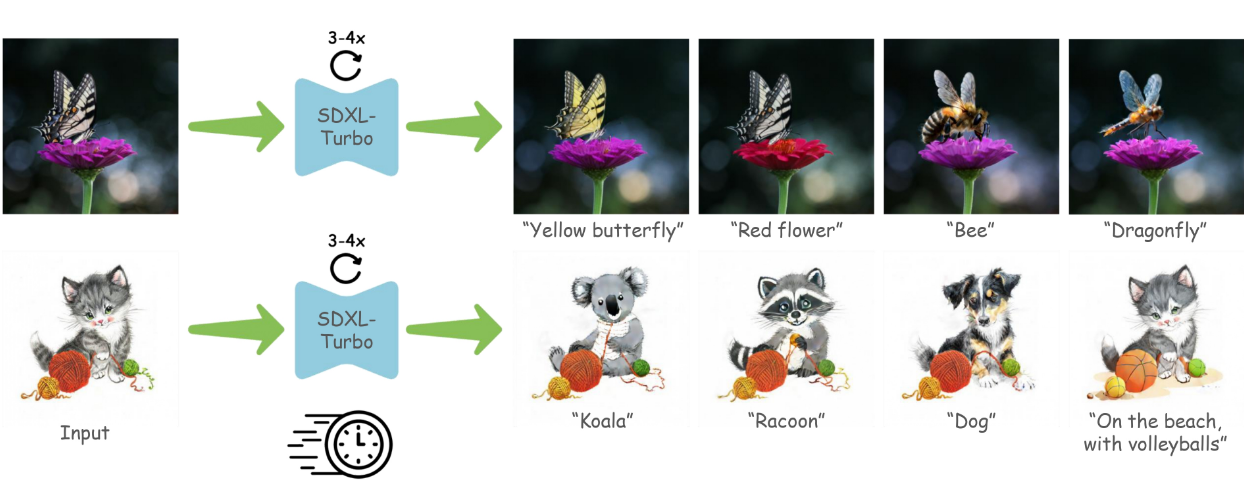 3-4x
SDXL-
Turbo
"Yellow butterfly"
"Red flower"
"Bee"
"Dragonfly"
3-4x
SDXL-
Turbo
Input
"Koala"
"Racoon"
"Dog"
"On the beach,
with volleyballs"